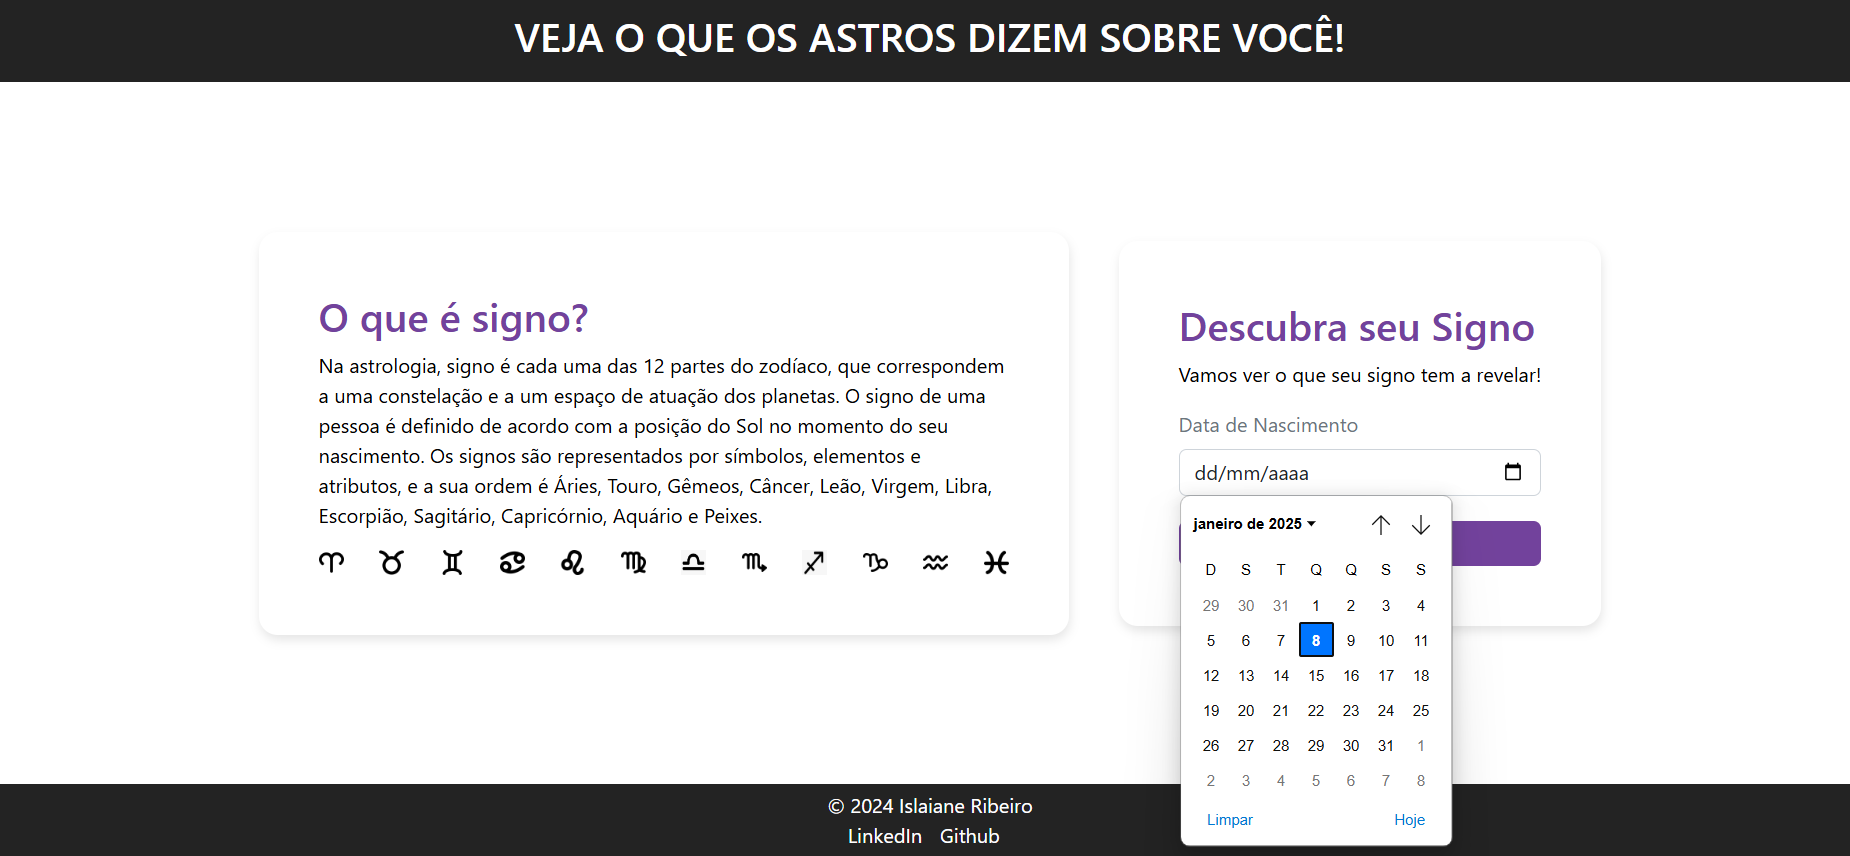 VEJA O QUE OS ASTROS DIZEM SOBRE VOCÊ!
O que é signo?
Na astrologia, signo é cada uma das 12 partes do zodíaco, que correspondem
a uma constelação e a um espaço de atuação dos planetas. O signo de uma
pessoa é definido de acordo com a posição do Sol no momento do seu
nascimento. Os signos são representados por símbolos, elementos e
atributos, e a sua ordem é Áries, Touro, Gêmeos, Câncer, Leão, Virgem, Libra,
Escorpião, Sagitário, Capricórnio, Aquário e Peixes.
Descubra seu Signo
Vamos ver o que seu signo tem a revelar!
Data de Nascimento
dd/mm/aaaa
janeiro de 2025
D S T Q Q S S
29 30 31 1 2 3 4
5 6 7 8 9 10 11
12 13 14 15 16 17 18
19 20 21 22 23 24 25
26 27 28 29 30 31 1
2 3 4 5 6 7 8
Limpar Hoje
© 2024 Islaiane Ribeiro
LinkedIn Github